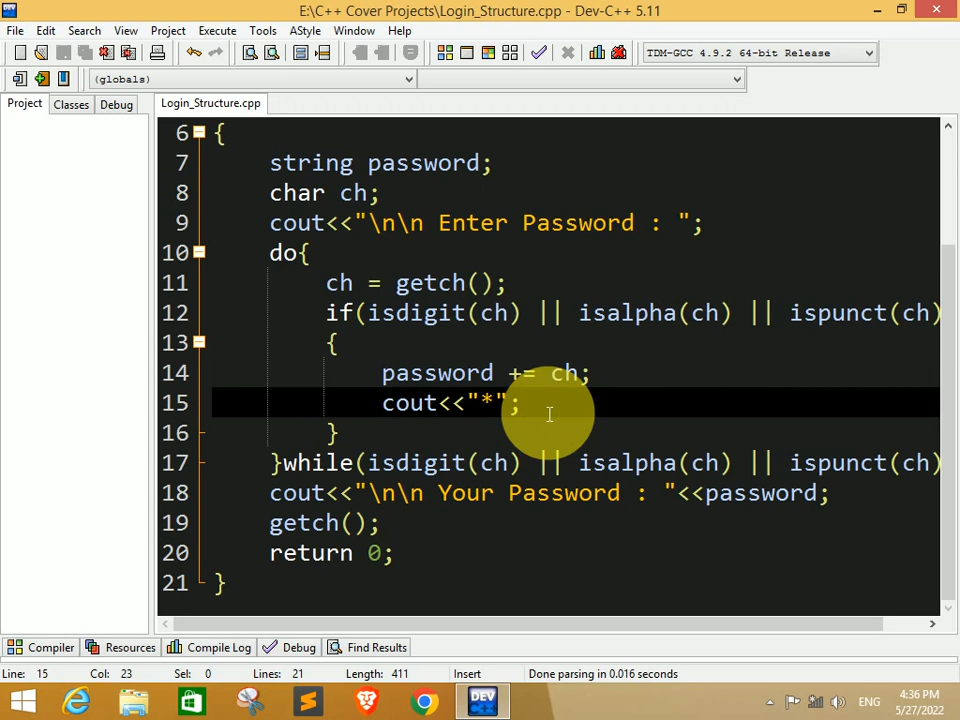 E:\C++ Cover Projects\Login_Structure.cpp - Dev-C++ 5.11
File Edit Search View Project Execute Tools AStyle Window Help
TDM-GCC 4.9.2 64-bit Release
(globals)
Project Classes Debug Login_Structure.cpp
6 {
7 string password;
8 char ch;
9 cout<<"\n\n Enter Password : ";
10 do{
11 ch = getch();
12 if(isdigit(ch) || isalpha(ch) || ispunct(ch)
13 {
14 password += ch;
15 cout<<"*";
16 }
17 }while(isdigit(ch) || isalpha(ch) || ispunct(ch)
18 cout<<"\n\n Your Password : "<<password;
19 getch();
20 return 0;
21 }
Compiler Resources Compile Log Debug Find Results
Line: 15 Col: 23 Sel: 0 Lines: 21 Length: 411 Insert Done parsing in 0.016 seconds
DEV
ENG
4:36 PM
5/27/2022